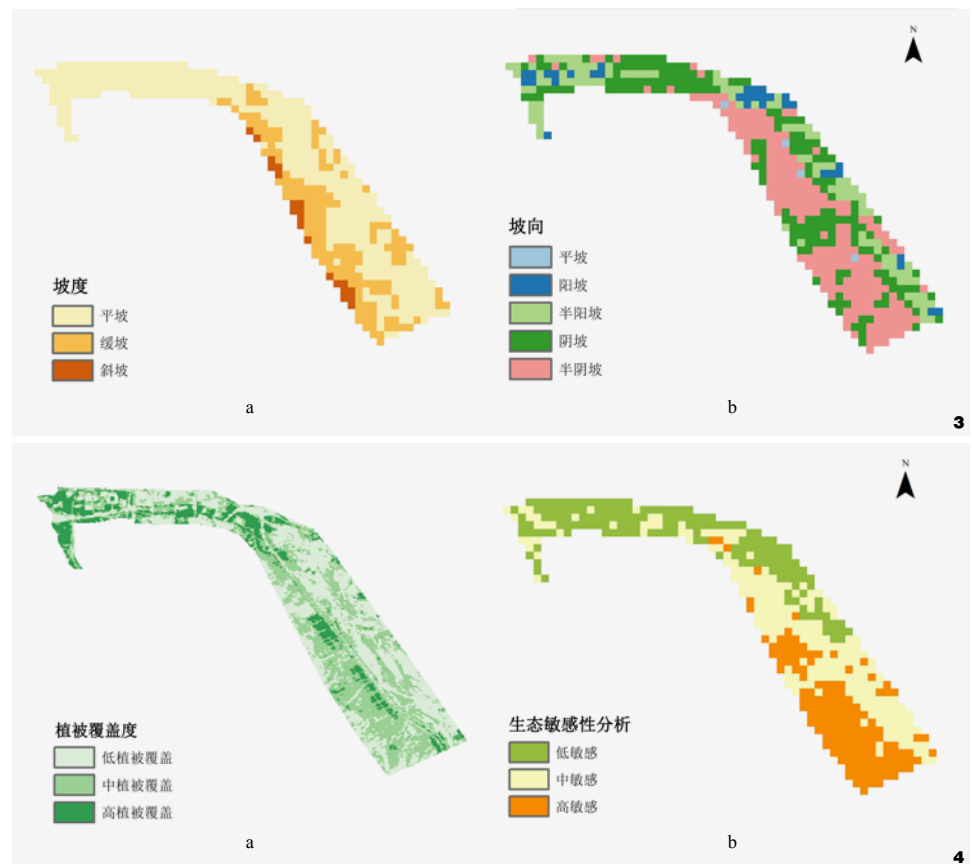 N
坡度
平坡
缓坡
斜坡
坡向
平坡
阳坡
半阳坡
阴坡
半阴坡
a
b
3
N
植被覆盖度
低植被覆盖
中植被覆盖
高植被覆盖
生态敏感性分析
低敏感
中敏感
高敏感
a
b
4